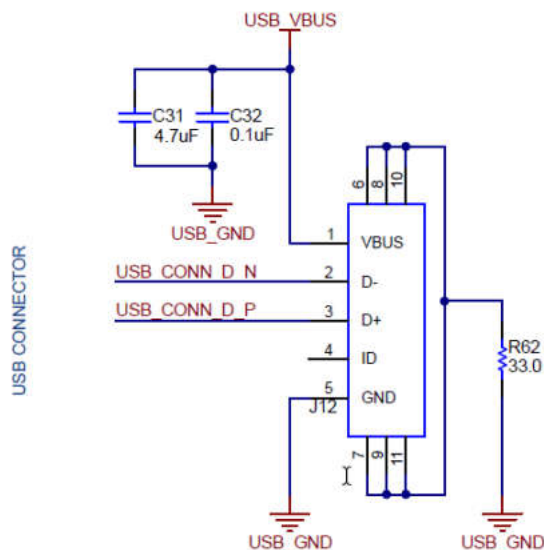 USB_VBUS
C31
4.7uF
C32
0.1uF
USB_GND
6
8
10
1
VBUS
USB_CONN_D_N
2
D-
USB_CONN_D_P
3
D+
4
ID
5
GND
J12
R62
33.0
7
9
11
USB_GND
USB_GND
USB CONNECTOR